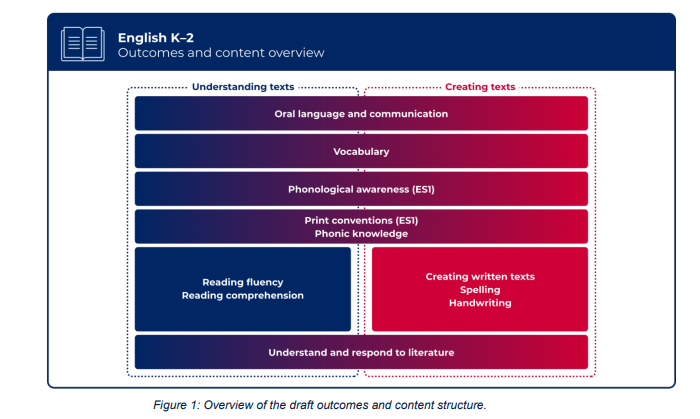 English K–2
Outcomes and content overview
Understanding texts
Creating texts
Oral language and communication
Vocabulary
Phonological awareness (ES1)
Print conventions (ES1)
Phonic knowledge
Reading fluency
Reading comprehension
Creating written texts
Spelling
Handwriting
Understand and respond to literature
Figure 1: Overview of the draft outcomes and content structure.